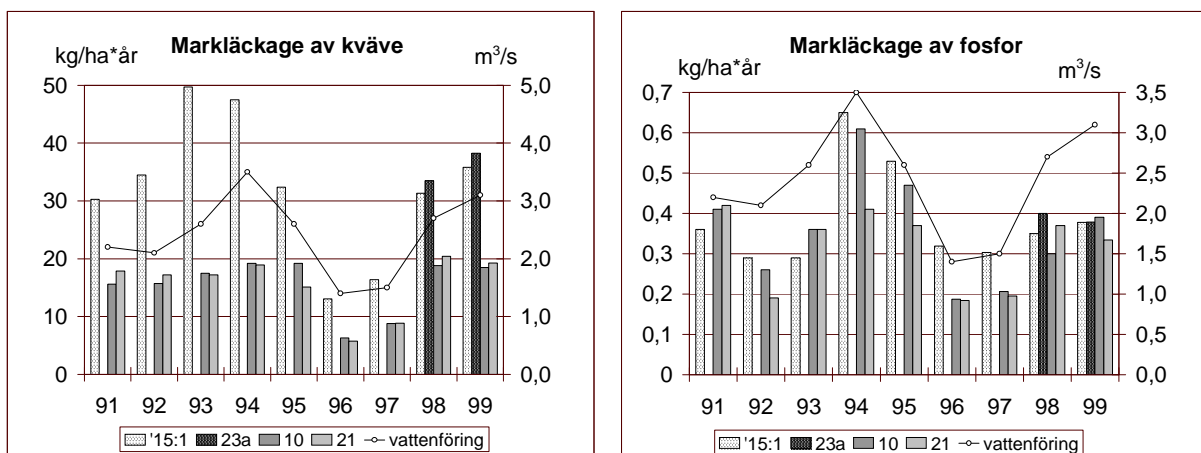 Markläckage av kväve
kg/ha*år
m³/s
50
40
30
20
10
0
5,0
4,0
3,0
2,0
1,0
0,0
91 92 93 94 95 96 97 98 99
'15:1 23a 10 21 vattenföring
Markläckage av fosfor
kg/ha*år
m³/s
0,7
0,6
0,5
0,4
0,3
0,2
0,1
0
3,5
3,0
2,5
2,0
1,5
1,0
0,5
0,0
91 92 93 94 95 96 97 98 99
'15:1 23a 10 21 vattenföring